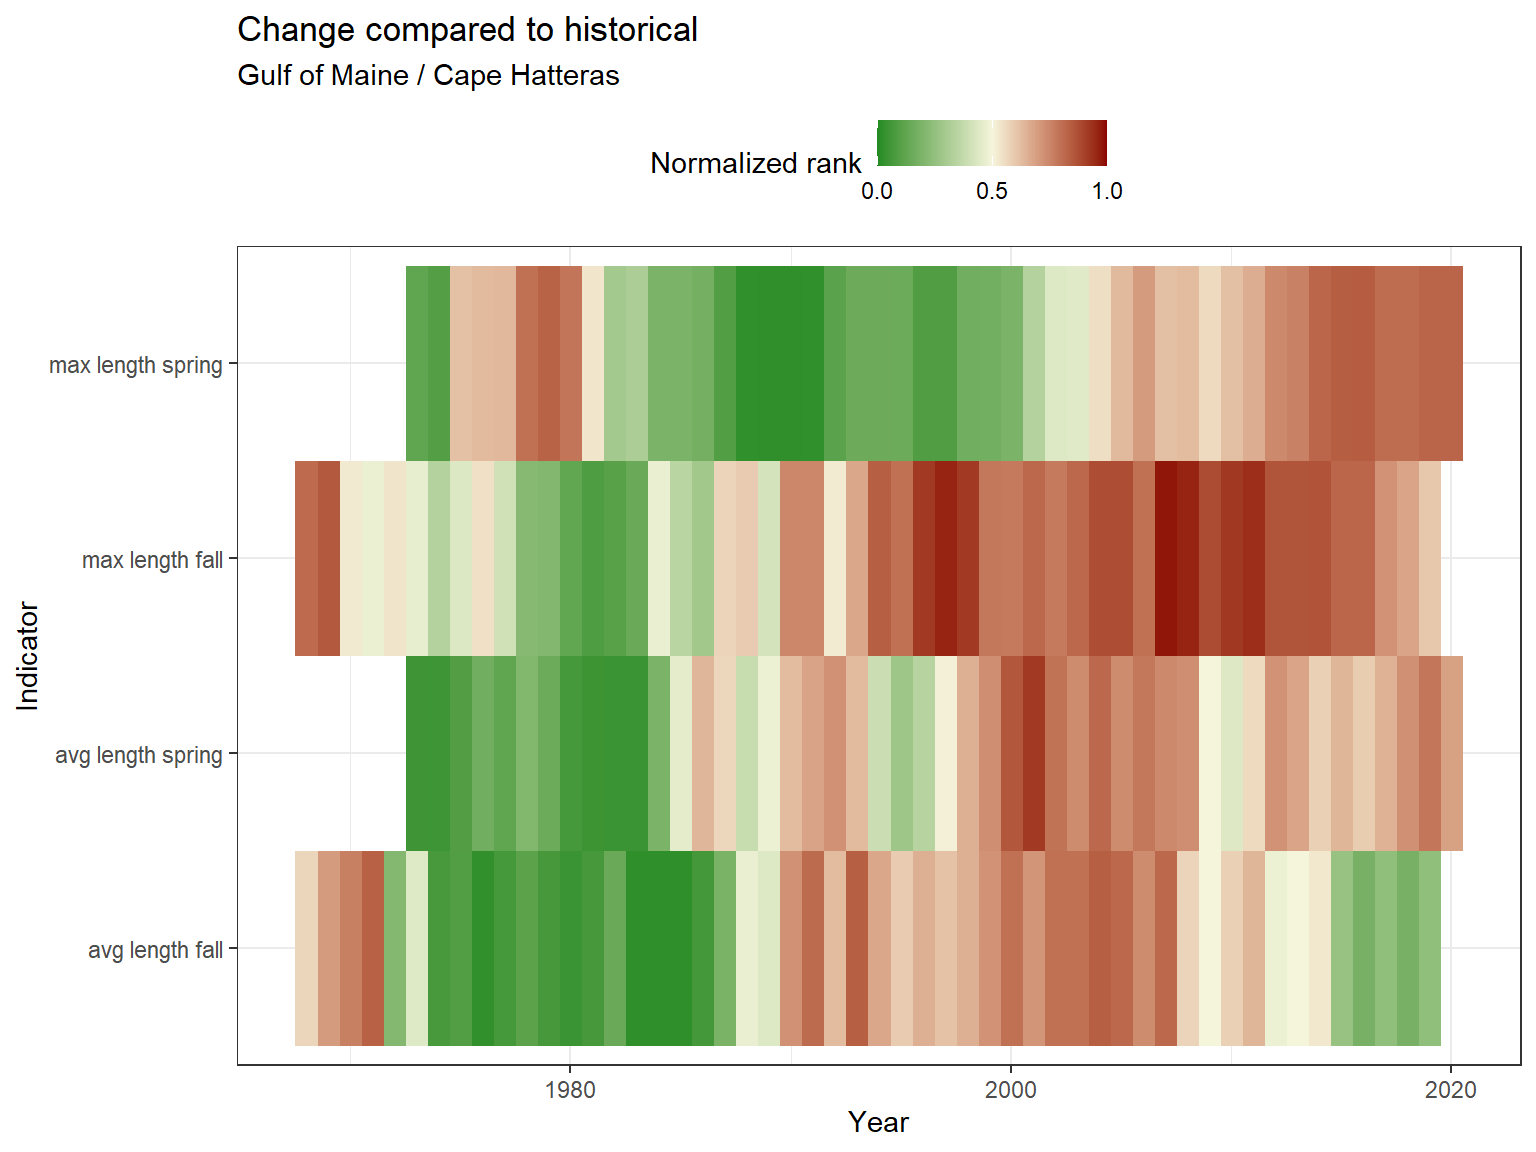 Change compared to historical
Gulf of Maine / Cape Hatteras
Normalized rank
0.0 0.5 1.0
max length spring
max length fall
avg length spring
avg length fall
Indicator
1980 2000 2020
Year